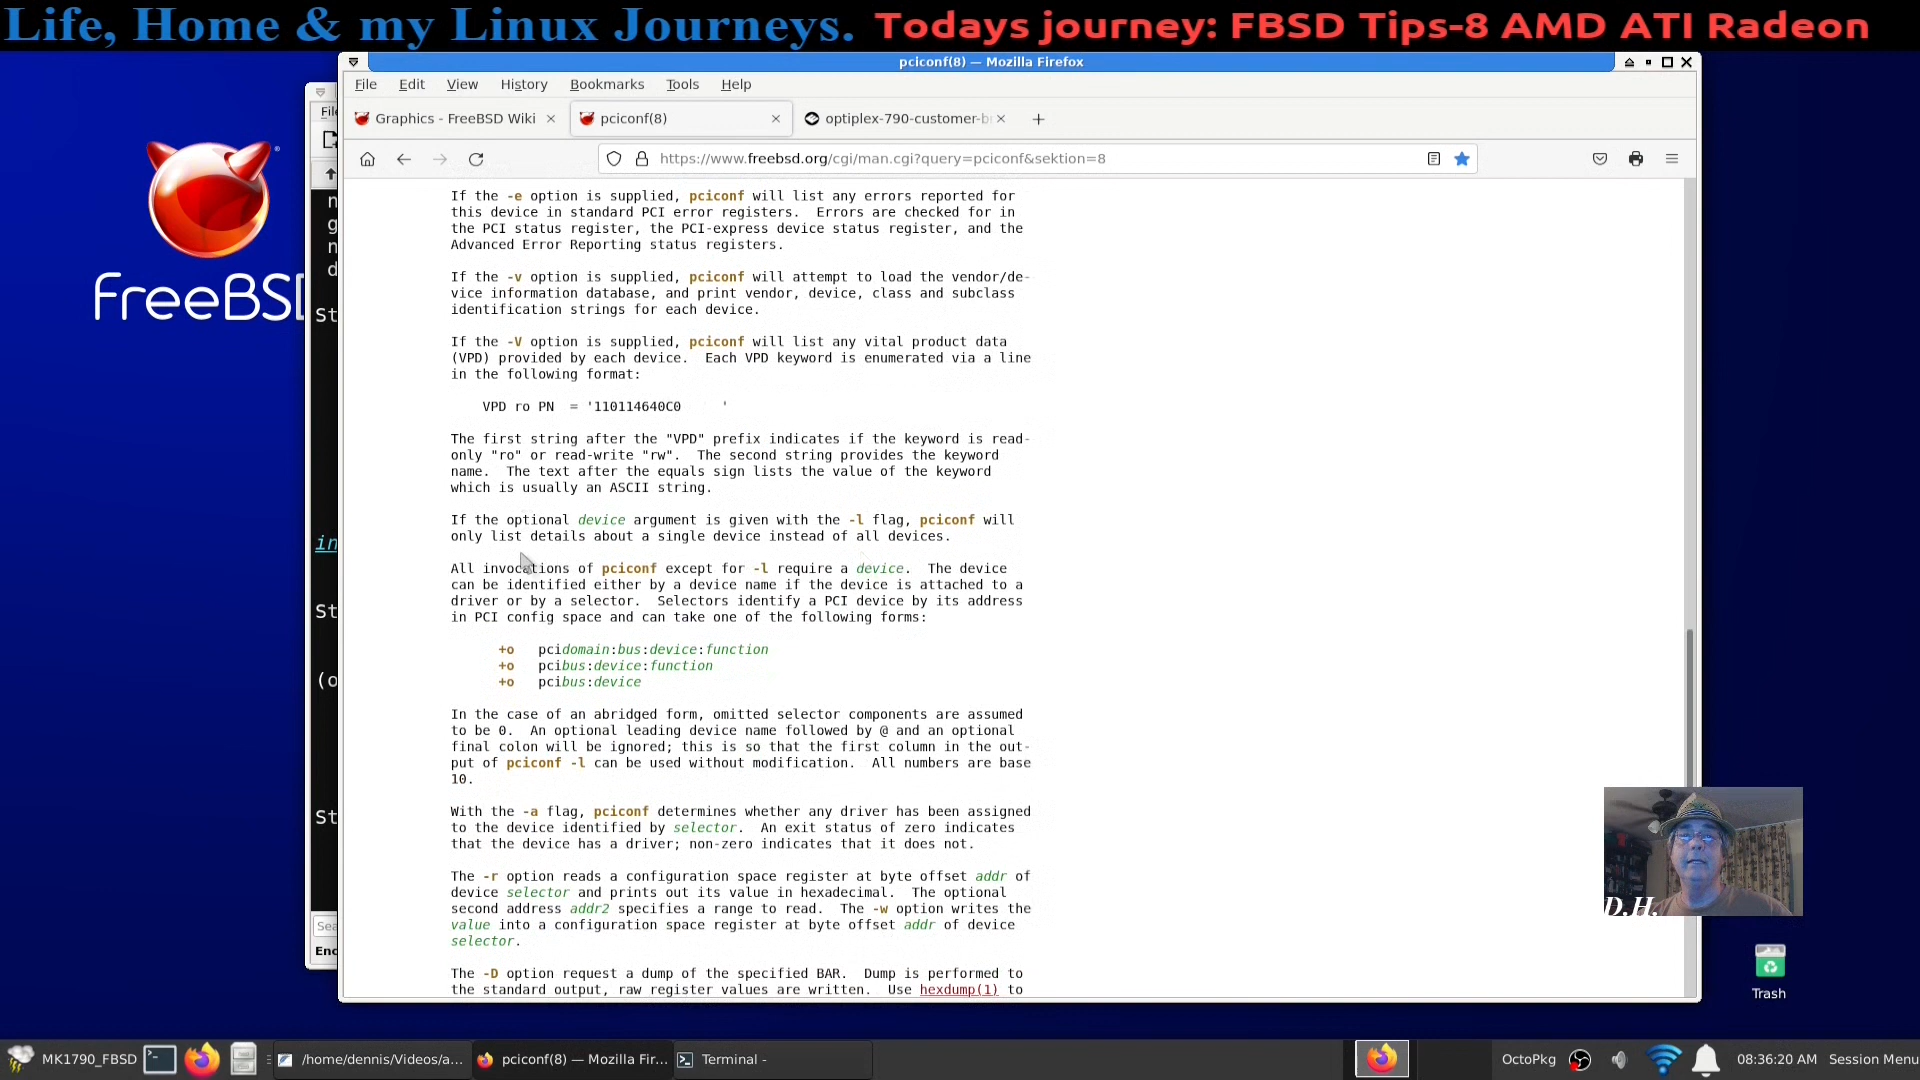 Life, Home & my Linux Journeys. Todays journey: FBSD Tips-8 AMD ATI Radeon
pciconf(8) — Mozilla Firefox
File Edit View History Bookmarks Tools Help
Graphics - FreeBSD Wiki
pciconf(8)
optiplex-790-customer-b
https://www.freebsd.org/cgi/man.cgi?query=pciconf&sektion=8
If the -e option is supplied, pciconf will list any errors reported for
this device in standard PCI error registers.  Errors are checked for in
the PCI status register, the PCI-express device status register, and the
Advanced Error Reporting status registers.
If the -v option is supplied, pciconf will attempt to load the vendor/de-
vice information database, and print vendor, device, class and subclass
identification strings for each device.
If the -V option is supplied, pciconf will list any vital product data
(VPD) provided by each device.  Each VPD keyword is enumerated via a line
in the following format:
VPD ro PN  = '110114640C0     '
The first string after the "VPD" prefix indicates if the keyword is read-
only "ro" or read-write "rw".  The second string provides the keyword
name.  The text after the equals sign lists the value of the keyword
which is usually an ASCII string.
If the optional device argument is given with the -l flag, pciconf will
only list details about a single device instead of all devices.
All invocations of pciconf except for -l require a device.  The device
can be identified either by a device name if the device is attached to a
driver or by a selector.  Selectors identify a PCI device by its address
in PCI config space and can take one of the following forms:
+o   pcidomain:bus:device:function
+o   pcibus:device:function
+o   pcibus:device
In the case of an abridged form, omitted selector components are assumed
to be 0.  An optional leading device name followed by @ and an optional
final colon will be ignored; this is so that the first column in the out-
put of pciconf -l can be used without modification.  All numbers are base
10.
With the -a flag, pciconf determines whether any driver has been assigned
to the device identified by selector.  An exit status of zero indicates
that the device has a driver; non-zero indicates that it does not.
The -r option reads a configuration space register at byte offset addr of
device selector and prints out its value in hexadecimal.  The optional
second address addr2 specifies a range to read.  The -w option writes the
value into a configuration space register at byte offset addr of device
selector.
The -D option request a dump of the specified BAR.  Dump is performed to
the standard output, raw register values are written.  Use hexdump(1) to
FreeBSD
Fil
n
g
n
d
St
in
St
(o
St
Sea
Enc
D.H.
Trash
MK1790_FBSD
/home/dennis/Videos/a...
pciconf(8) — Mozilla Fir...
Terminal -
OctoPkg
08:36:20 AM
Session Menu